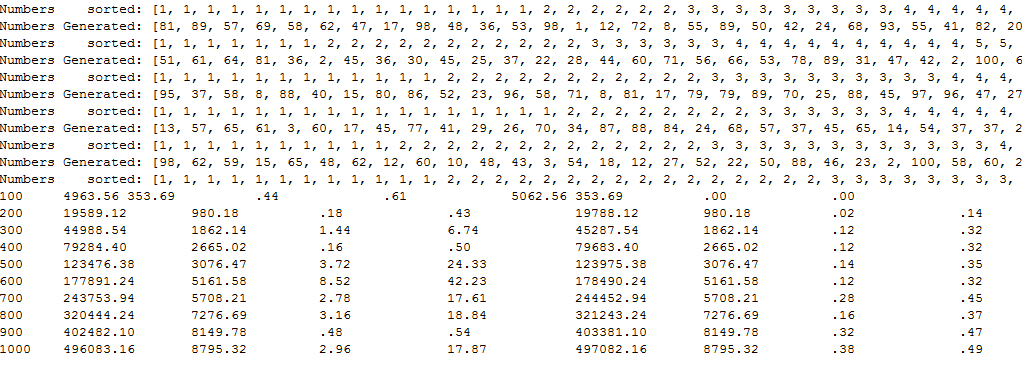 Numbers    sorted: [1, 1, 1, 1, 1, 1, 1, 1, 1, 1, 1, 1, 1, 1, 1, 2, 2, 2, 2, 2, 2, 3, 3, 3, 3, 3, 3, 3, 3, 4, 4, 4, 4, 4,
Numbers Generated: [81, 89, 57, 69, 58, 62, 47, 17, 98, 48, 36, 53, 98, 1, 12, 72, 8, 55, 89, 50, 42, 24, 68, 93, 55, 41, 82, 20
Numbers    sorted: [1, 1, 1, 1, 1, 1, 1, 2, 2, 2, 2, 2, 2, 2, 2, 2, 2, 3, 3, 3, 3, 3, 3, 4, 4, 4, 4, 4, 4, 4, 4, 4, 5, 5,
Numbers Generated: [51, 61, 64, 81, 36, 2, 45, 36, 30, 45, 25, 37, 22, 28, 44, 60, 71, 56, 66, 53, 78, 89, 31, 47, 42, 2, 100, 6
Numbers    sorted: [1, 1, 1, 1, 1, 1, 1, 1, 1, 1, 1, 2, 2, 2, 2, 2, 2, 2, 2, 2, 2, 2, 2, 3, 3, 3, 3, 3, 3, 3, 3, 4, 4, 4,
Numbers Generated: [95, 37, 58, 8, 88, 40, 15, 80, 86, 52, 23, 96, 58, 71, 8, 81, 17, 79, 79, 89, 70, 25, 88, 45, 97, 96, 47, 27
Numbers    sorted: [1, 1, 1, 1, 1, 1, 1, 1, 1, 1, 1, 1, 1, 1, 1, 2, 2, 2, 2, 2, 2, 2, 2, 3, 3, 3, 3, 3, 3, 4, 4, 4, 4, 4,
Numbers Generated: [13, 57, 65, 61, 3, 60, 17, 45, 77, 41, 29, 26, 70, 34, 87, 88, 84, 24, 68, 57, 37, 45, 65, 14, 54, 37, 37, 2
Numbers    sorted: [1, 1, 1, 1, 1, 1, 1, 1, 1, 2, 2, 2, 2, 2, 2, 2, 2, 2, 2, 2, 2, 3, 3, 3, 3, 3, 3, 3, 3, 3, 3, 3, 3, 4,
Numbers Generated: [98, 62, 59, 15, 65, 48, 62, 12, 60, 10, 48, 43, 3, 54, 18, 12, 27, 52, 22, 50, 88, 46, 23, 2, 100, 58, 60, 2
Numbers    sorted: [1, 1, 1, 1, 1, 1, 1, 1, 1, 1, 1, 2, 2, 2, 2, 2, 2, 2, 2, 2, 2, 2, 2, 2, 2, 2, 3, 3, 3, 3, 3, 3, 3,
100 4963.56 353.69 .44 .61 5062.56 353.69 .00 .00
200 19589.12 980.18 .18 .43 19788.12 980.18 .02 .14
300 44988.54 1862.14 1.44 6.74 45287.54 1862.14 .12 .32
400 79284.40 2665.02 .16 .50 79683.40 2665.02 .12 .32
500 123476.38 3076.47 3.72 24.33 123975.38 3076.47 .14 .35
600 177891.24 5161.58 8.52 42.23 178490.24 5161.58 .12 .32
700 243753.94 5708.21 2.78 17.61 244452.94 5708.21 .28 .45
800 320444.24 7276.69 3.16 18.84 321243.24 7276.69 .16 .37
900 402482.10 8149.78 .48 .54 403381.10 8149.78 .32 .47
1000 496083.16 8795.32 2.96 17.87 497082.16 8795.32 .38 .49